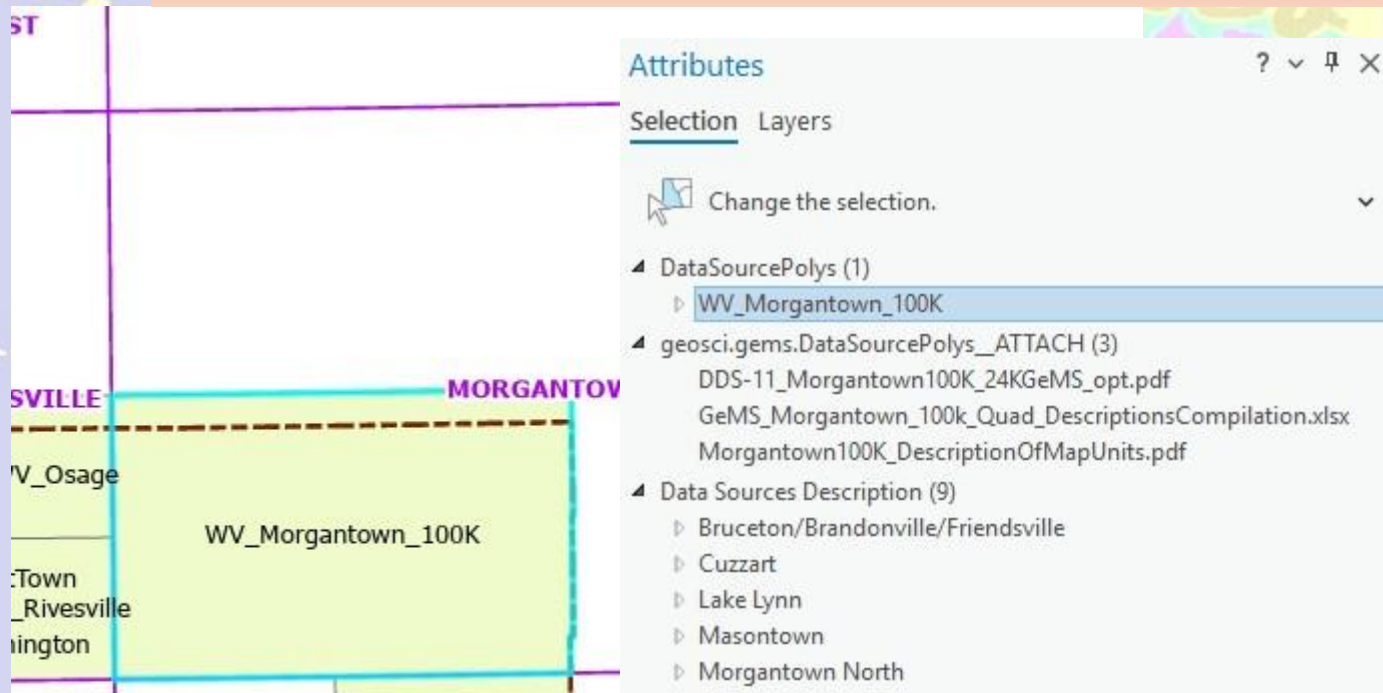 ST
SVILLE
MORGANTOW
V_Osage
WV_Morgantown_100K
tTown
_Rivesville
ington
Attributes
?
Selection Layers
Change the selection.
DataSourcePolys (1)
WV_Morgantown_100K
geosci.gems.DataSourcePolys__ATTACH (3)
DDS-11_Morgantown100K_24KGeMS_opt.pdf
GeMS_Morgantown_100k_Quad_DescriptionsCompilation.xlsx
Morgantown100K_DescriptionOfMapUnits.pdf
Data Sources Description (9)
Bruceton/Brandonville/Friendsville
Cuzzart
Lake Lynn
Masontown
Morgantown North